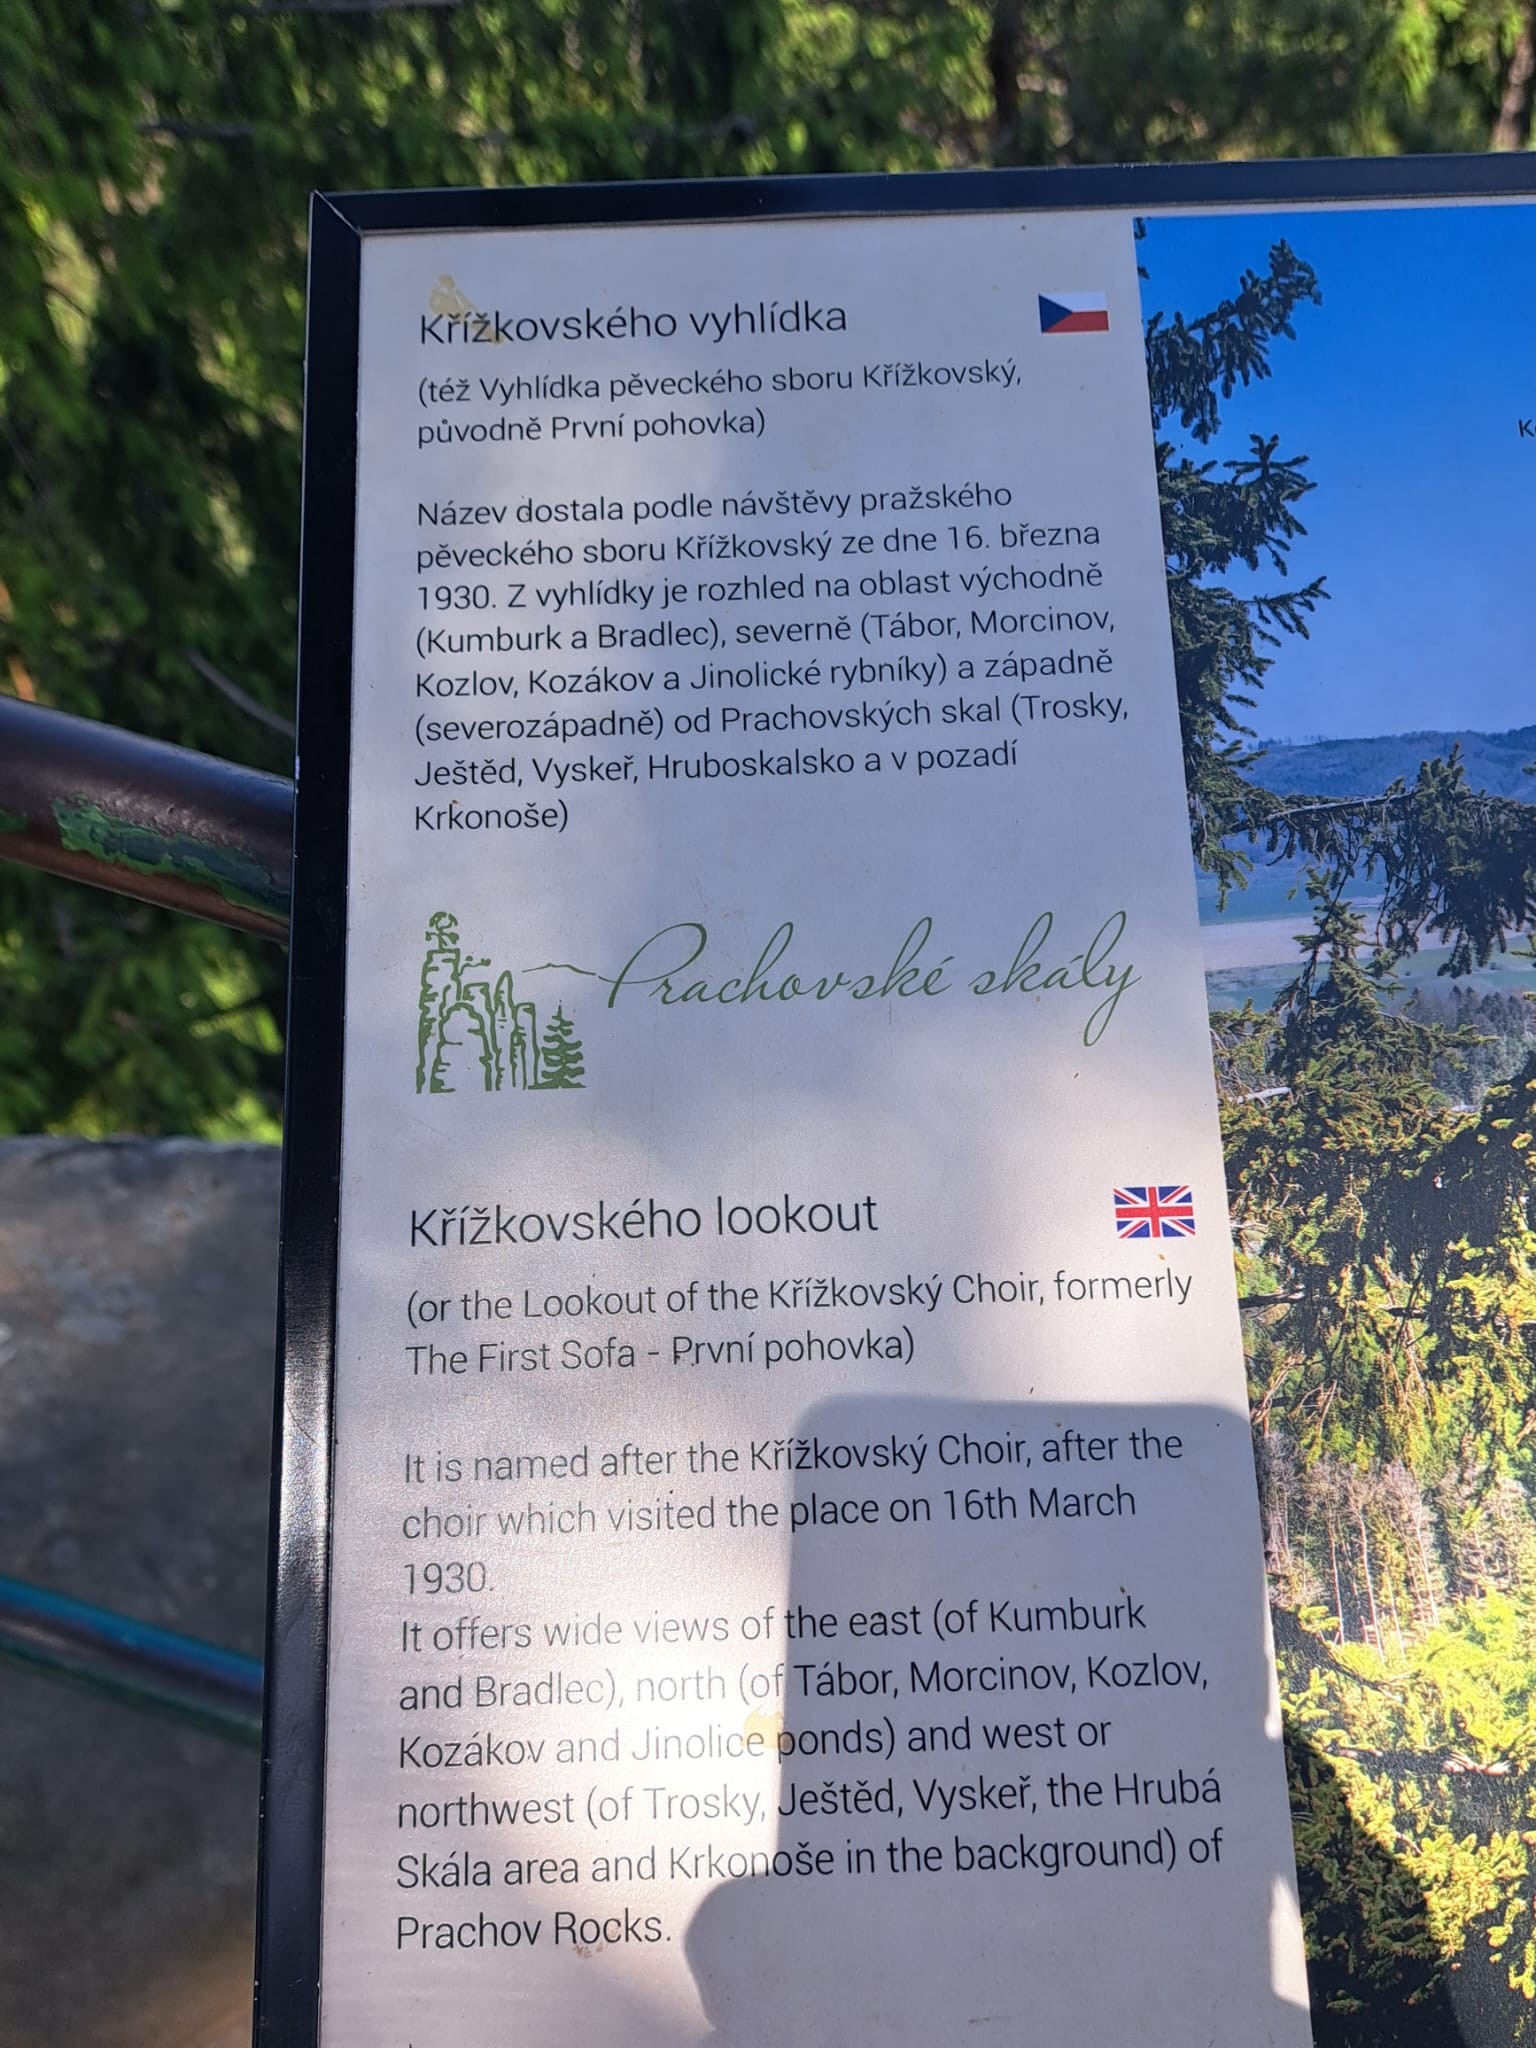 Křížkovského vyhlídka
(též Vyhlídka pěveckého sboru Křížkovský,
původně První pohovka)
Název dostala podle návštěvy pražského
pěveckého sboru Křížkovský ze dne 16. března
1930. Z vyhlídky je rozhled na oblast východně
(Kumburk a Bradlec), severně (Tábor, Morcinov,
Kozlov, Kozákov a Jinolické rybníky) a západně
(severozápadně) od Prachovských skal (Trosky,
Ještěd, Vyskeř, Hruboskalsko a v pozadí
Krkonoše)
Prachovské skály
Křížkovského lookout
(or the Lookout of the Křížkovský Choir, formerly
The First Sofa - První pohovka)
It is named after the Křížkovský Choir, after the
choir which visited the place on 16th March
1930.
It offers wide views of the east (of Kumburk
and Bradlec), north (of Tábor, Morcinov, Kozlov,
Kozákov and Jinolice ponds) and west or
northwest (of Trosky, Ještěd, Vyskeř, the Hrubá
Skála area and Krkonoše in the background) of
Prachov Rocks.